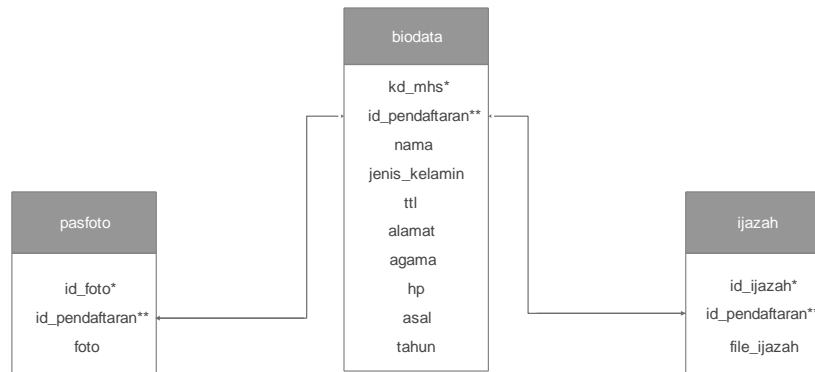 biodata
kd_mhs*
id_pendaftaran**
nama
jenis_kelamin
ttl
alamat
agama
hp
asal
tahun
pasfoto
id_foto*
id_pendaftaran**
foto
ijazah
id_ijazah*
id_pendaftaran**
file_ijazah